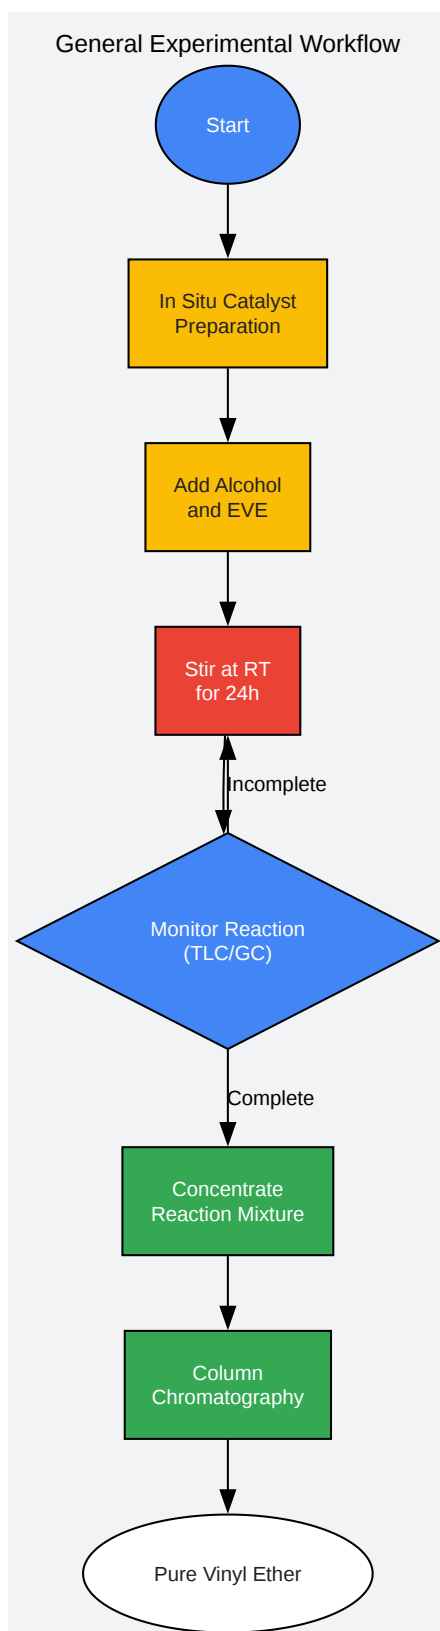 General Experimental Workflow
Start
In Situ Catalyst
Preparation
Add Alcohol
and EVE
Stir at RT
for 24h
Incomplete
Monitor Reaction
(TLC/GC)
Complete
Concentrate
Reaction Mixture
Column
Chromatography
Pure Vinyl Ether